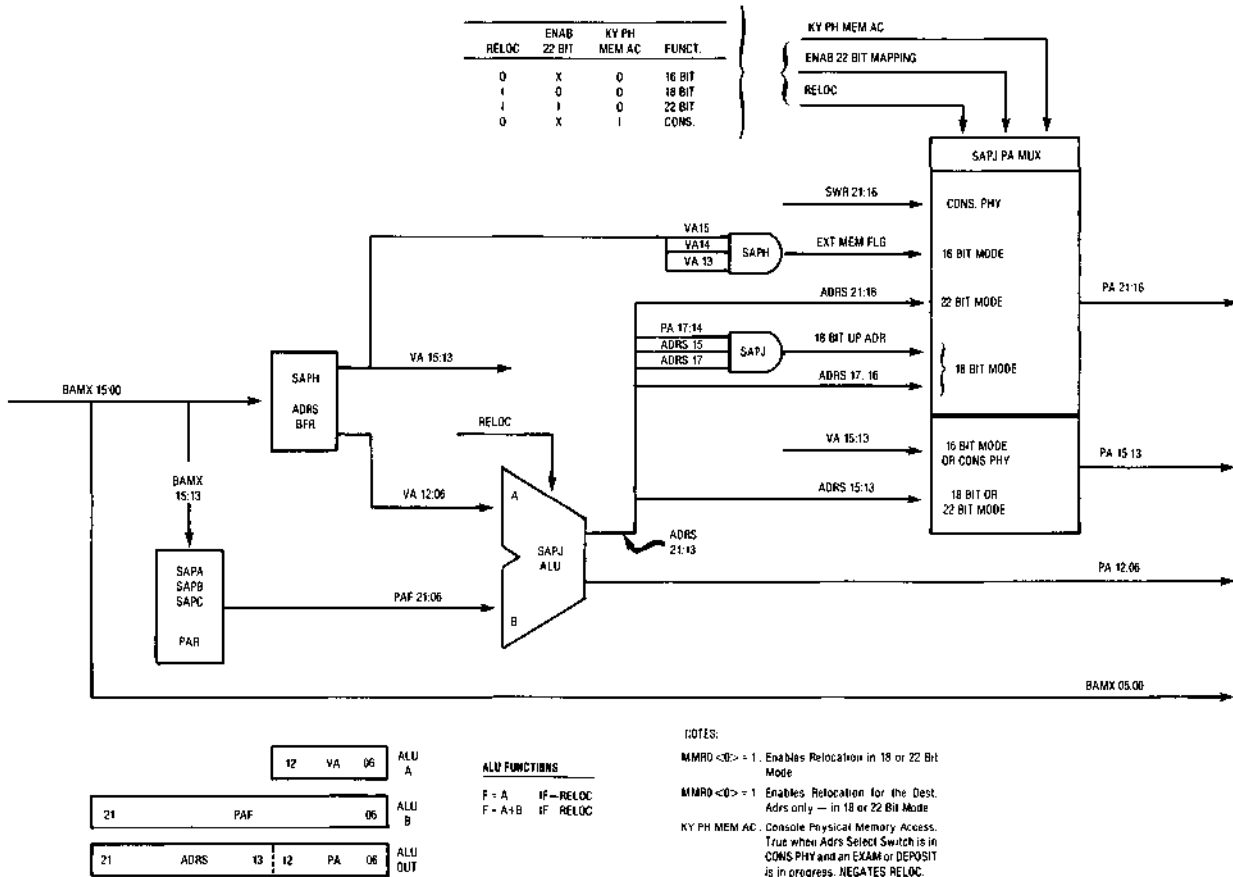 RELOC ENAB 22 BIT KY PH MEM AC FUNCT.
0 X 0 16 BIT
1 0 0 18 BIT
1 1 0 22 BIT
0 X 1 CONS.
KY PH MEM AC
ENAB 22 BIT MAPPING
RELOC
SAPJ PA MUX
SWR 21:16
CONS. PHY
VA15
VA14
VA 13
SAPH
EXT MEM FLG
16 BIT MODE
ADRS 21:16
22 BIT MODE
PA 21:16
PA 17:14
ADRS 15
ADRS 17
SAPJ
18 BIT UP ADR
18 BIT MODE
ADRS 17, 16
BAMX 15:00
SAPH
ADRS
BFR
VA 15:13
RELOC
VA 15:13
16 BIT MODE
OR CONS PHY
PA 15:13
BAMX
15:13
VA 12:06
A
ADRS 15:13
18 BIT OR
22 BIT MODE
SAPJ
ALU
ADRS
21:13
SAPA
SAPB
SAPC
PAR
PAF 21:06
B
PA 12:06
BAMX 05:00
12 VA 06
ALU
A
21 PAF 06
ALU
B
21 ADRS 13 12 PA 06
ALU
OUT
ALU FUNCTIONS
F = A IF – RELOC
F = A+B IF RELOC
NOTES:
MMR0 <0> = 1. Enables Relocation in 18 or 22 Bit
Mode
MMR0 <0> = 1 Enables Relocation for the Dest.
Adrs only — in 18 or 22 Bit Mode
KY PH MEM AC. Console Physical Memory Access.
True when Adrs Select Switch is in
CONS PHY and an EXAM or DEPOSIT
is in progress. NEGATES RELOC.